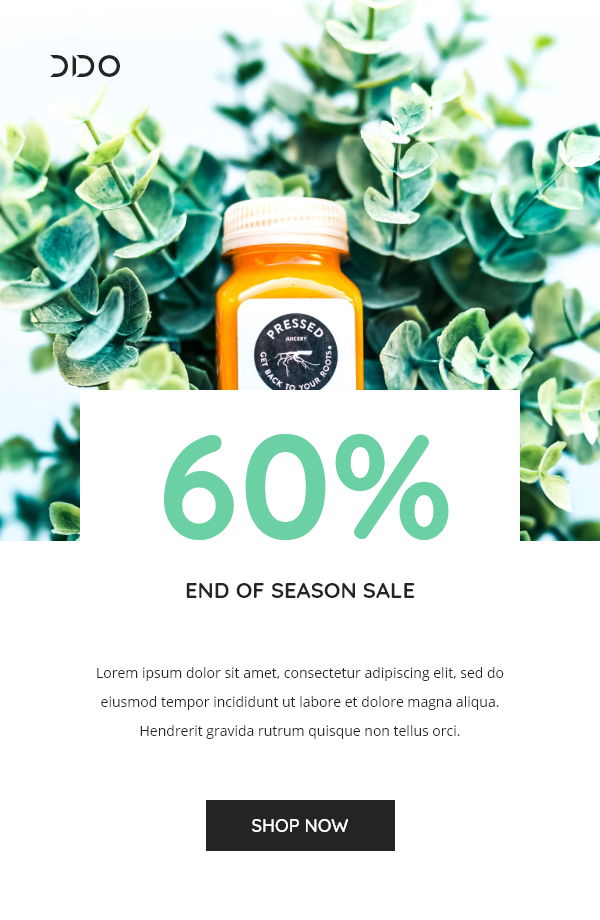 DIDO
PRESSED
JUICERY
GET BACK TO YOUR ROOTS
60%
END OF SEASON SALE
Lorem ipsum dolor sit amet, consectetur adipiscing elit, sed do
eiusmod tempor incididunt ut labore et dolore magna aliqua.
Hendrerit gravida rutrum quisque non tellus orci.
SHOP NOW